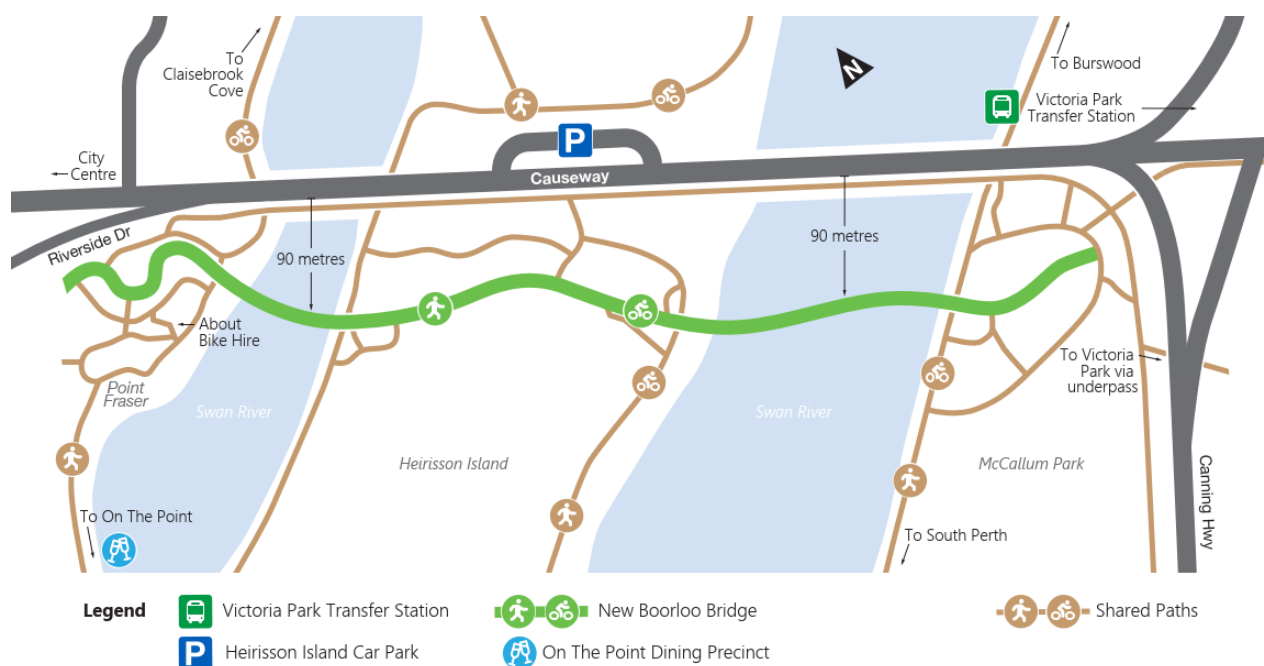 To
Claisebrook
Cove
N
To Burswood
Victoria Park
Transfer Station
City
Centre
P
Causeway
Riverside Dr
90 metres
90 metres
About
Bike Hire
To Victoria
Park via
underpass
Point
Fraser
Swan River
Swan River
Heirisson Island
McCallum Park
To On The Point
To South Perth
Canning Hwy
Legend
Victoria Park Transfer Station
New Boorloo Bridge
Shared Paths
P
Heirisson Island Car Park
On The Point Dining Precinct